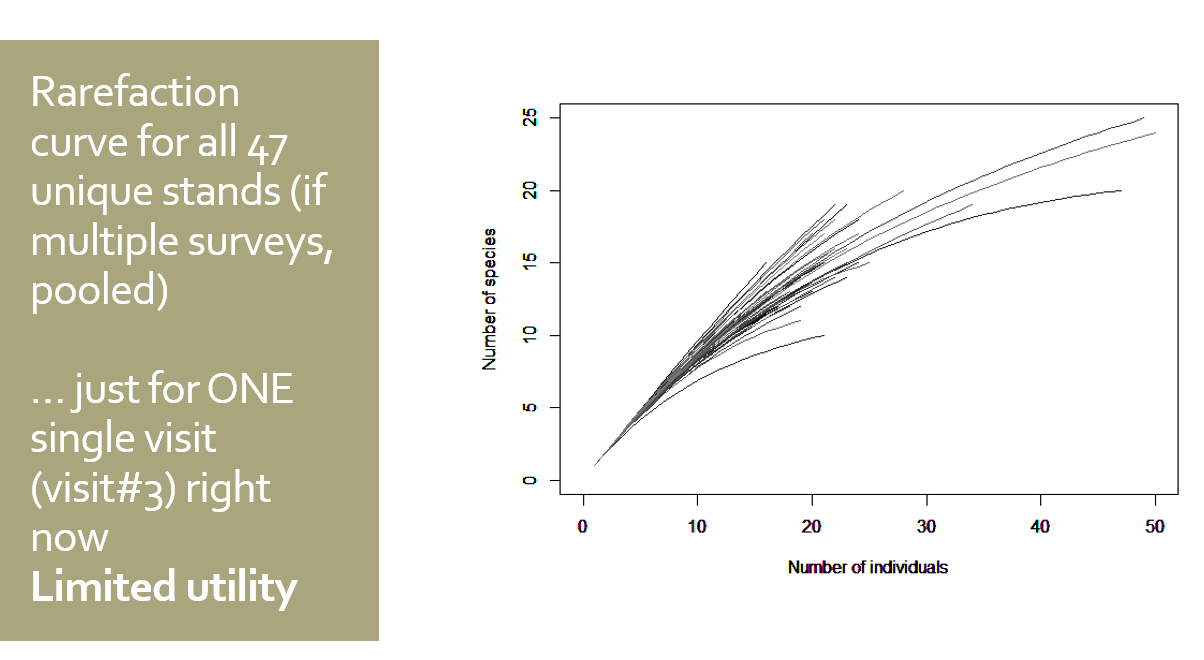 Rarefaction
curve for all 47
unique stands (if
multiple surveys,
pooled)
... just for ONE
single visit
(visit#3) right
now
Limited utility
25
20
15
10
5
0
Number of species
0 10 20 30 40 50
Number of individuals